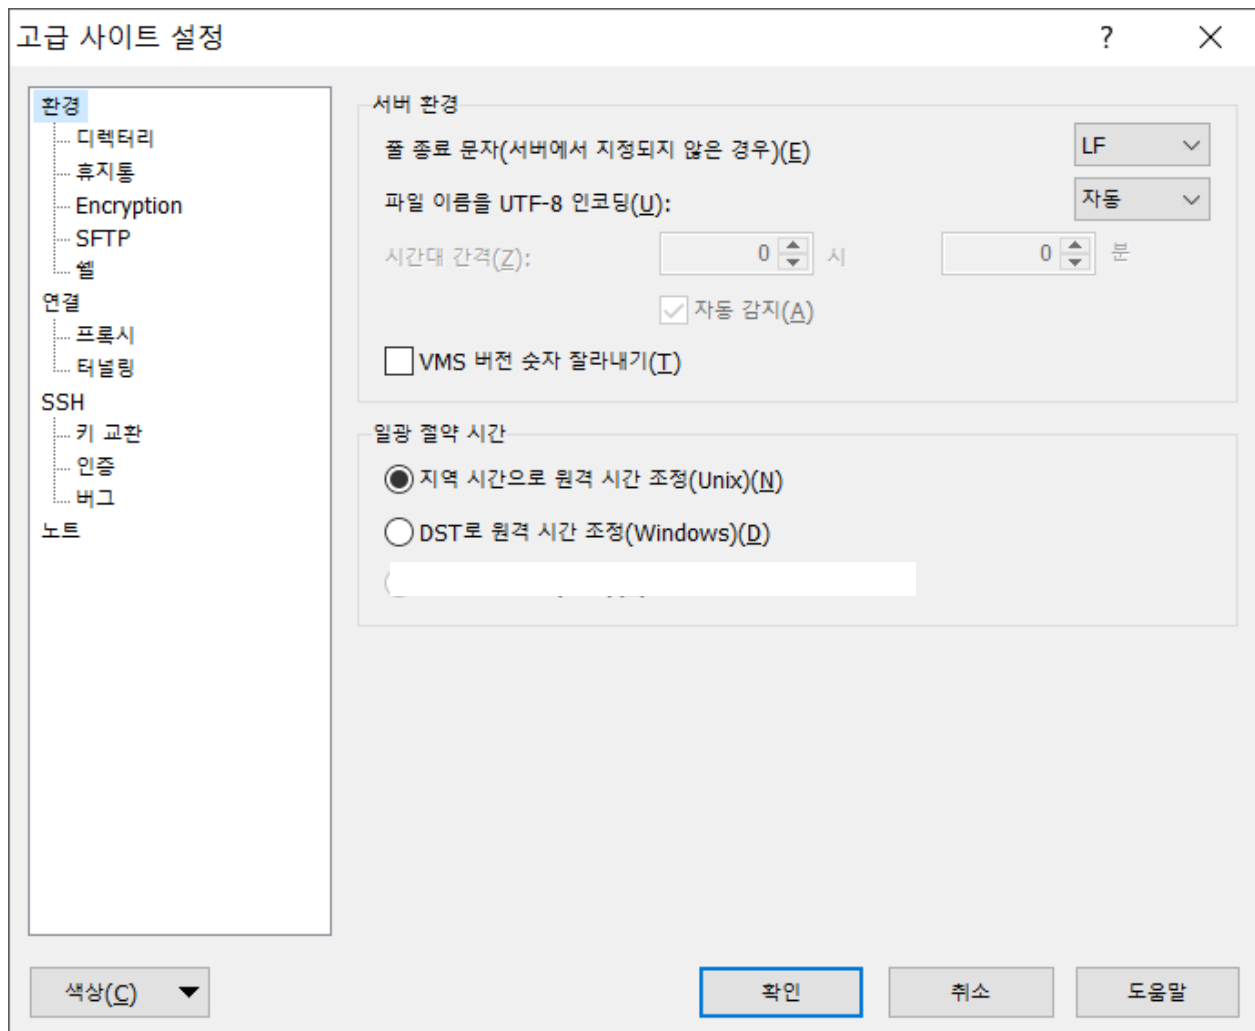 고급 사이트 설정
환경
디렉터리
휴지통
Encryption
SFTP
쉘
연결
프록시
터널링
SSH
키 교환
인증
버그
노트
서버 환경
줄 종료 문자(서버에서 지정되지 않은 경우)(E)
LF
파일 이름을 UTF-8 인코딩(U):
자동
시간대 간격(Z):
0 시
0 분
자동 감지(A)
VMS 버전 숫자 잘라내기(T)
일광 절약 시간
지역 시간으로 원격 시간 조정(Unix)(N)
DST로 원격 시간 조정(Windows)(D)
색상(C)
확인
취소
도움말